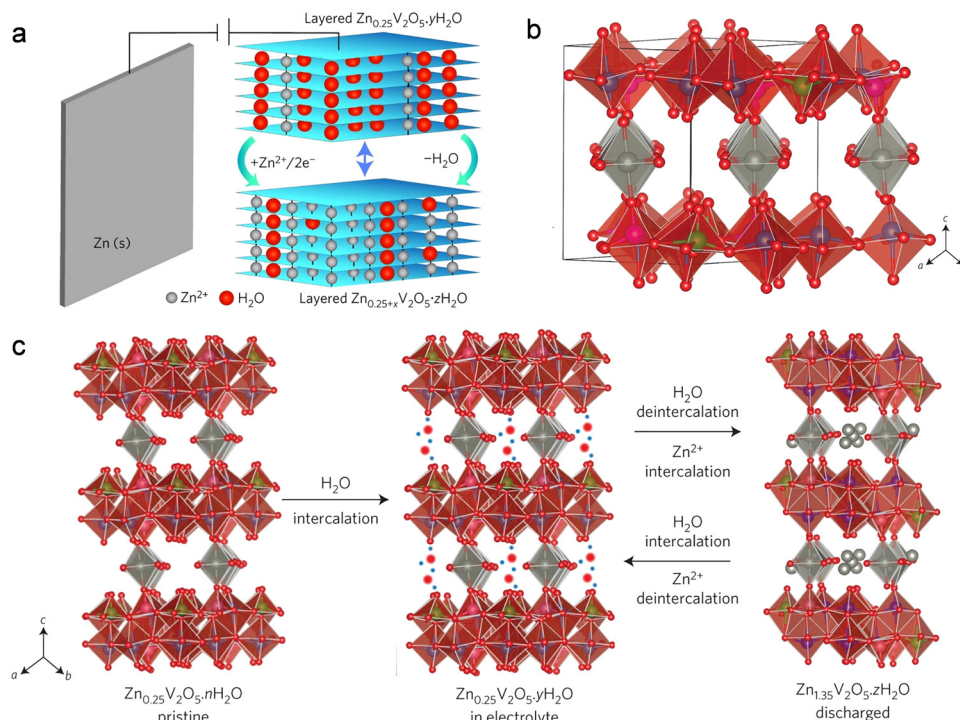 a
Layered Zn0.25V2O5.yH2O
+Zn2+/2e−
−H2O
Zn (s)
Zn2+
H2O
Layered Zn0.25+xV2O5·zH2O
b
c
a
b
c
H2O
intercalation
H2O
deintercalation
Zn2+
intercalation
H2O
intercalation
Zn2+
deintercalation
c
a
b
Zn0.25V2O5.nH2O
pristine
Zn0.25V2O5.yH2O
in electrolyte
Zn1.35V2O5.zH2O
discharged